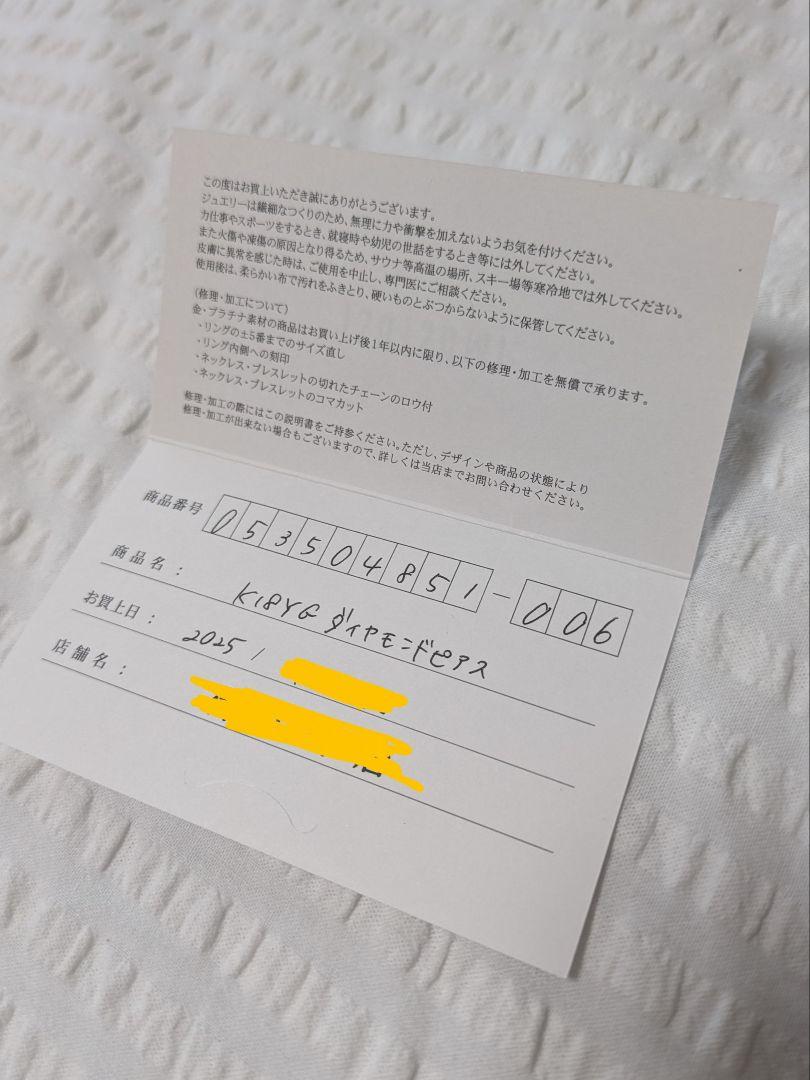 この度はお買上いただき誠にありがとうございます。
ジュエリーは繊細なつくりのため、無理に力や衝撃を加えないようお気を付けください。
力仕事やスポーツをするとき、就寝時や幼児の世話をするとき等には外してください。
また火傷や凍傷の原因となり得るため、サウナ等高温の場所、スキー場等寒冷地では外してください。
皮膚に異常を感じた時は、ご使用を中止し、専門医にご相談ください。
使用後は、柔らかい布で汚れをふきとり、硬いものとぶつからないように保管してください。
(修理・加工について)
金・プラチナ素材の商品はお買い上げ後1年以内に限り、以下の修理・加工を無償で承ります。
・リングの±5番までのサイズ直し
・リング内側への刻印
・ネックレス・ブレスレットの切れたチェーンのロウ付
・ネックレス・ブレスレットのコマカット
修理・加工の際にはこの説明書をご持参ください。ただし、デザインや商品の状態により
修理・加工が出来ない場合もございますので、詳しくは当店までお問い合わせください。
商品番号 053504851-006
商品名: K18YG ダイヤモンドピアス
お買上日: 2025 /
店舗名: